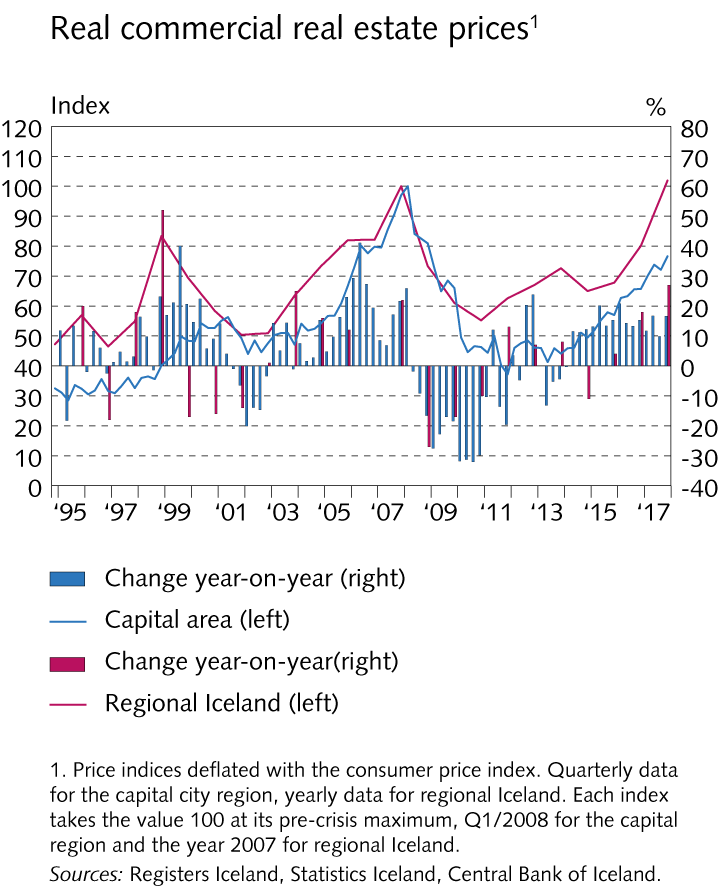 Real commercial real estate prices¹
Index %
120 80
110 70
100 60
90 50
80 40
70 30
60 20
50 10
40 0
30 -10
20 -20
10 -30
0 -40
‘95 ‘97 ‘99 ‘01 ‘03 ‘05 ‘07 ‘09 ‘11 ‘13 ‘15 ‘17
Change year-on-year (right)
Capital area (left)
Change year-on-year(right)
Regional Iceland (left)
1. Price indices deflated with the consumer price index. Quarterly data
for the capital city region, yearly data for regional Iceland. Each index
takes the value 100 at its pre-crisis maximum, Q1/2008 for the capital
region and the year 2007 for regional Iceland.
Sources: Registers Iceland, Statistics Iceland, Central Bank of Iceland.